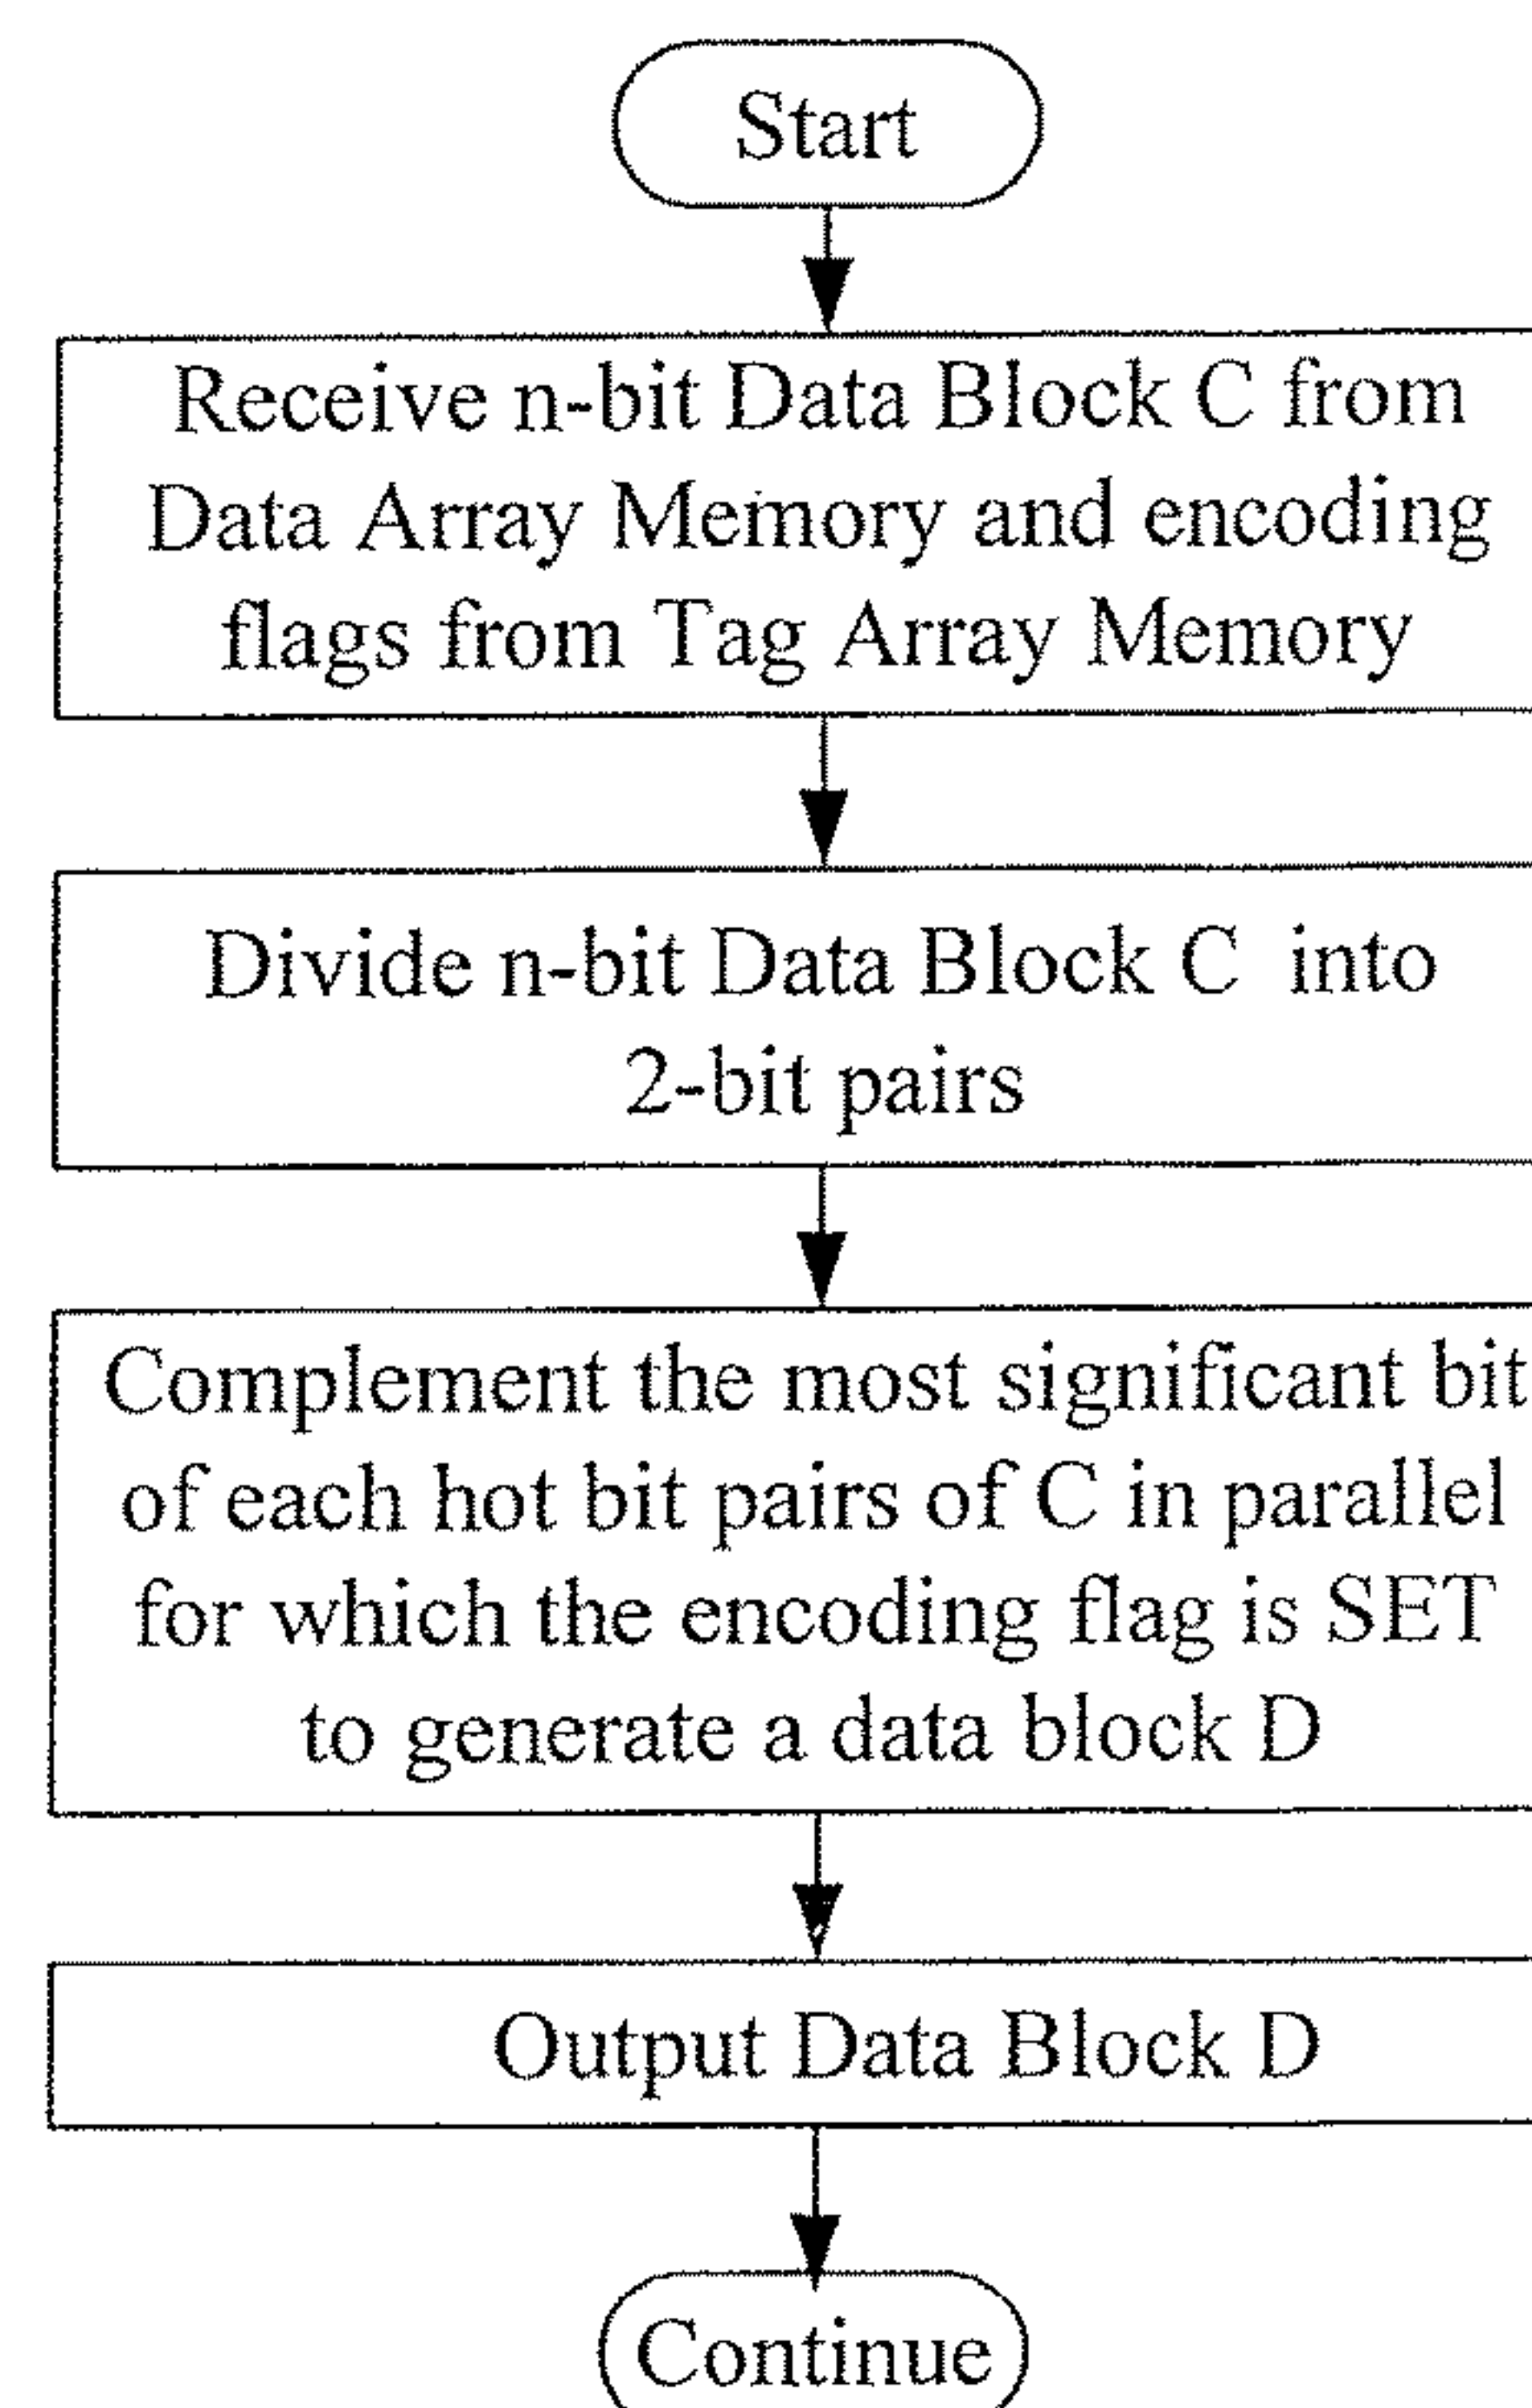 Start
Receive n-bit Data Block C from
Data Array Memory and encoding
flags from Tag Array Memory
Divide n-bit Data Block C into
2-bit pairs
Complement the most significant bit
of each hot bit pairs of C in parallel
for which the encoding flag is SET
to generate a data block D
Output Data Block D
Continue